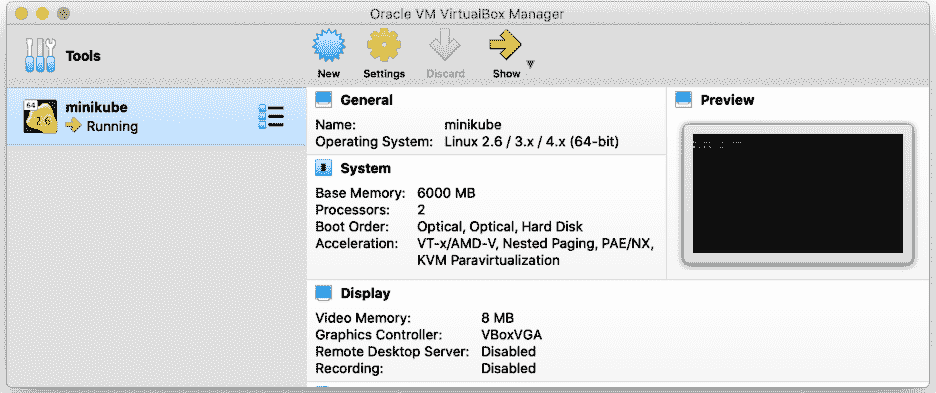 Oracle VM VirtualBox Manager
Tools
New
Settings
Discard
Show
64
2.6
minikube
Running
General
Name: minikube
Operating System: Linux 2.6 / 3.x / 4.x (64-bit)
System
Base Memory: 6000 MB
Processors: 2
Boot Order: Optical, Optical, Hard Disk
Acceleration: VT-x/AMD-V, Nested Paging, PAE/NX,
KVM Paravirtualization
Preview
Display
Video Memory: 8 MB
Graphics Controller: VBoxVGA
Remote Desktop Server: Disabled
Recording: Disabled